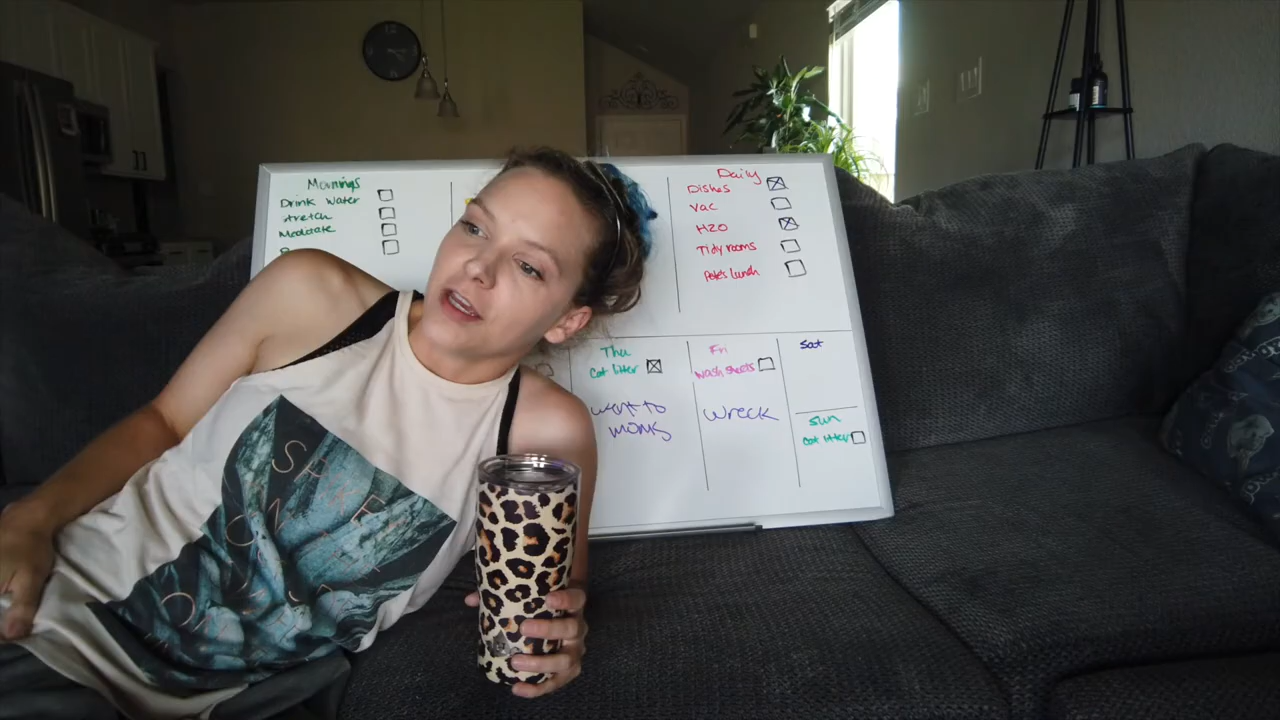 Mornings
Drink Water
Stretch
Meditate
Daily
Dishes
Vac
H2O
Tidy rooms
Pete's lunch
Thu
Cat litter
went to
moms
Fri
Wash sheets
Wreck
Sat
Sun
Cat litter